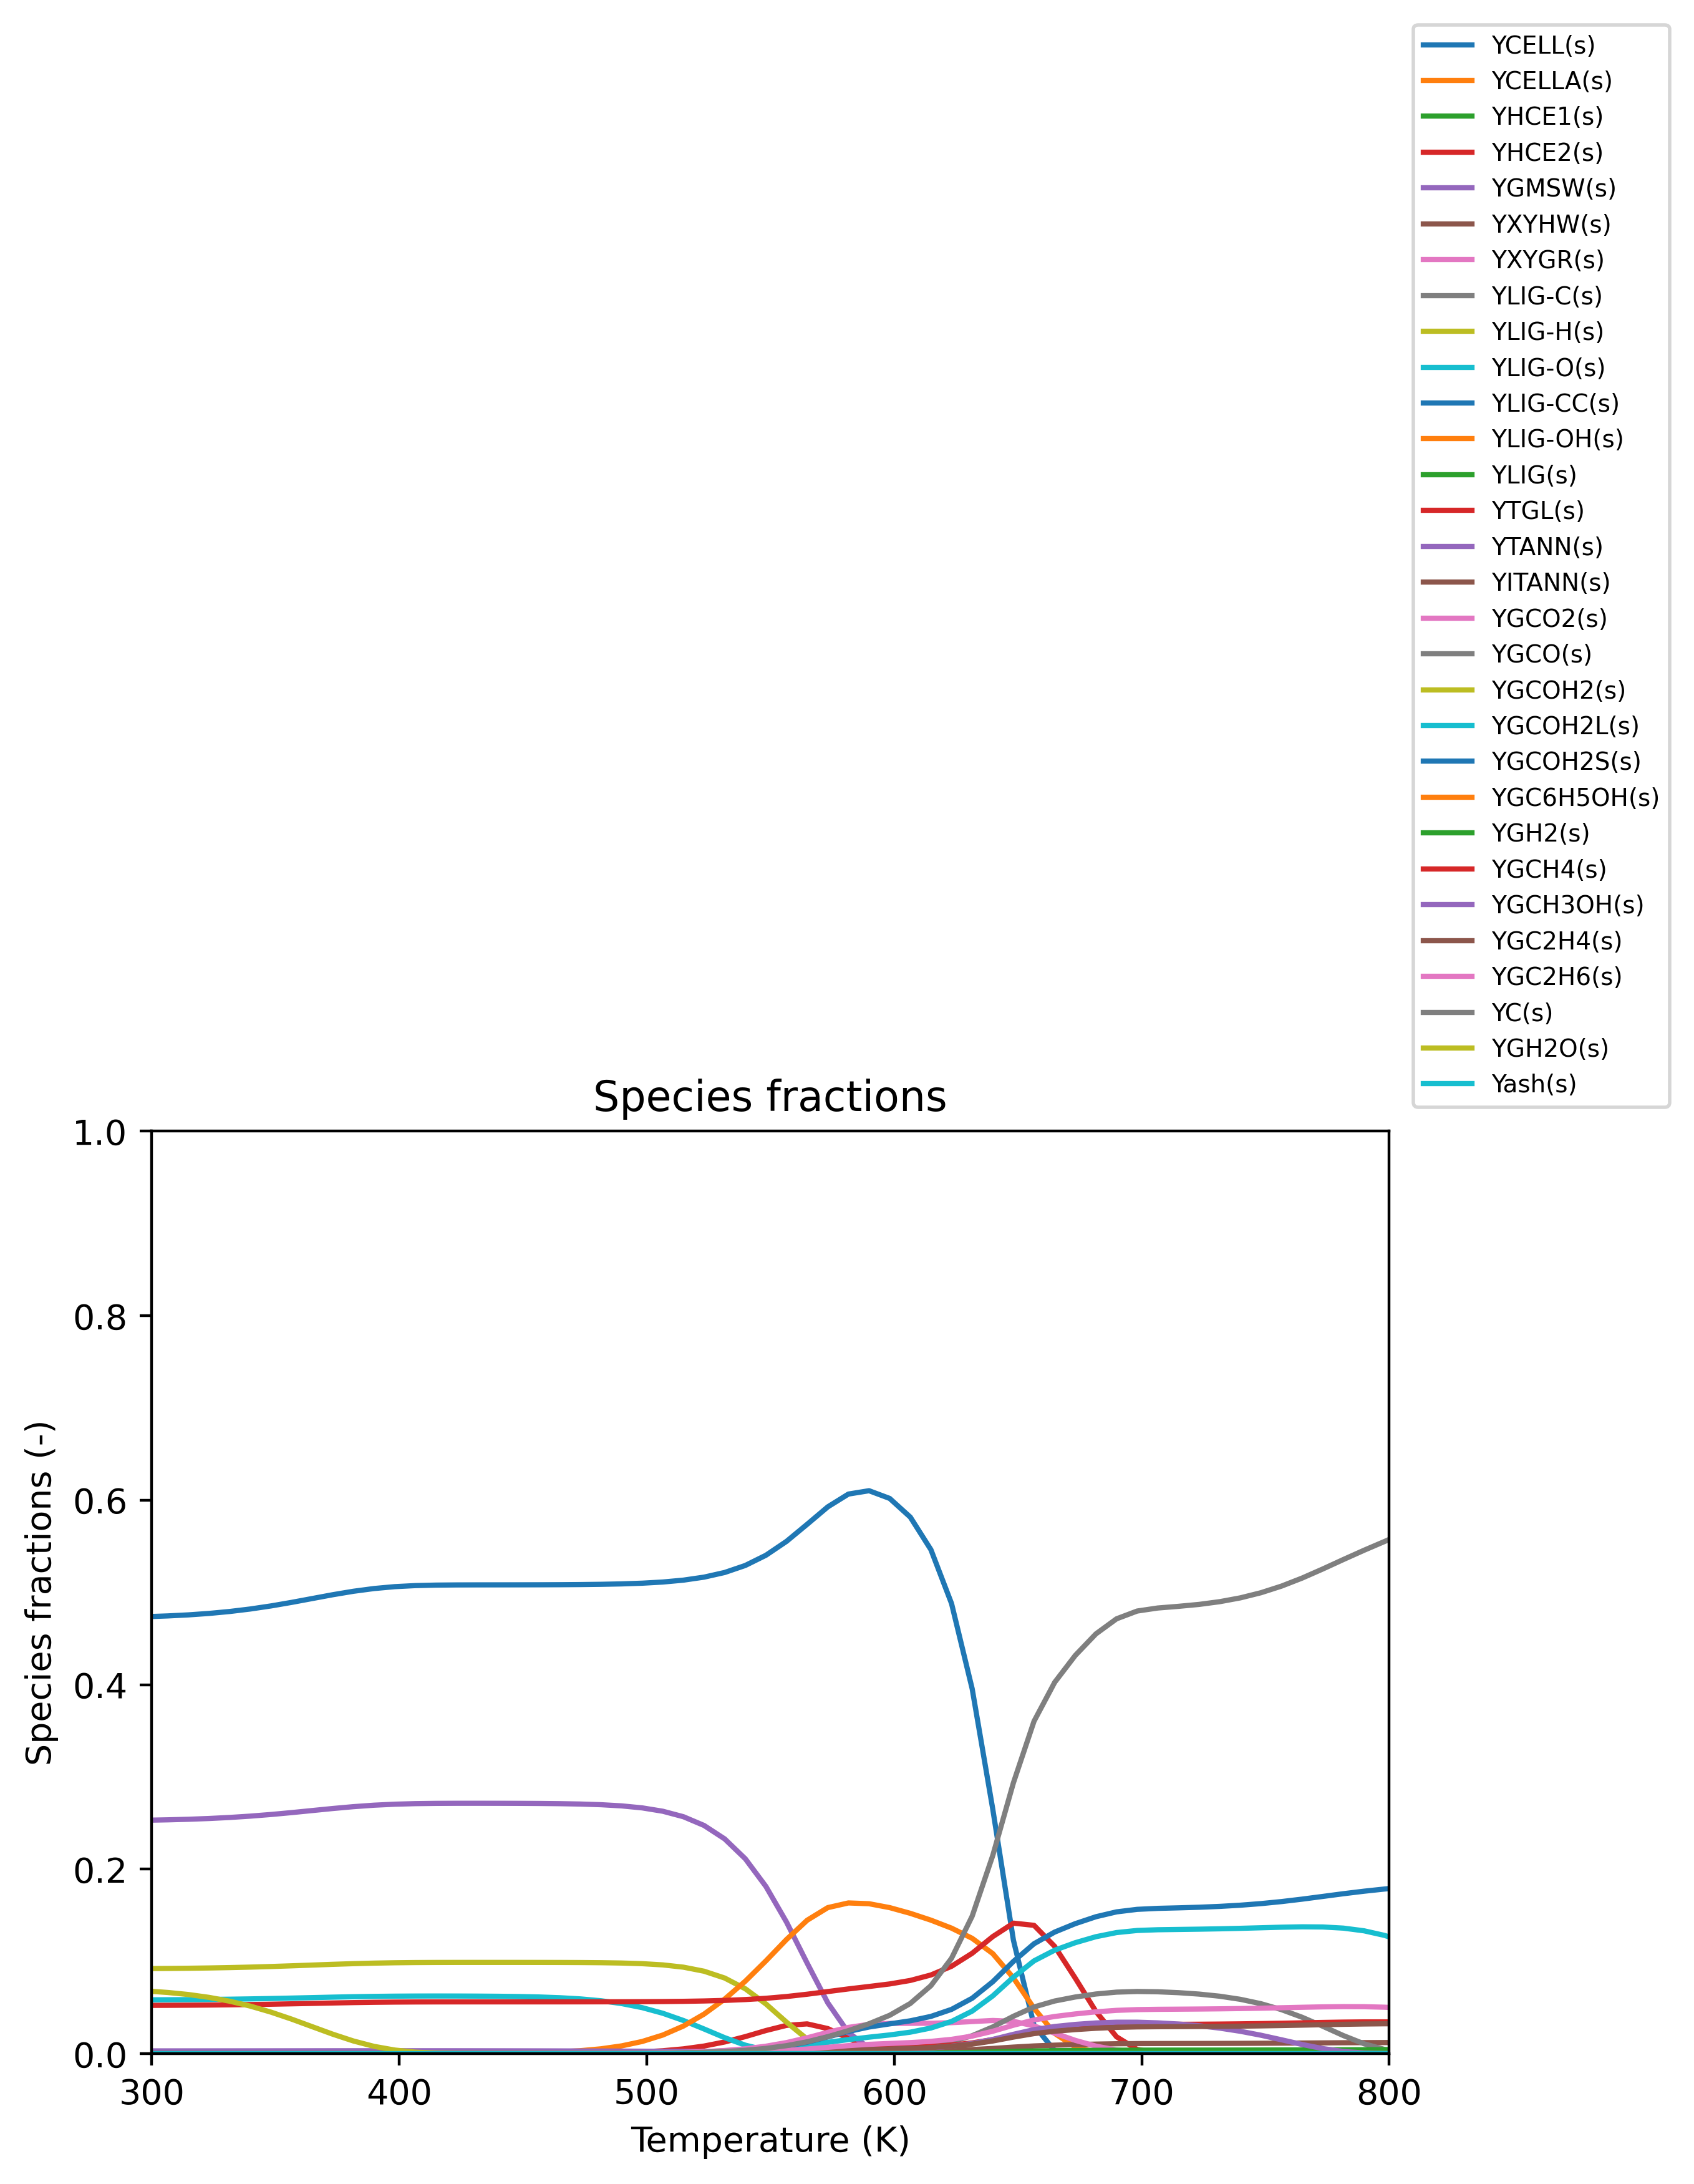 YCELL(s)
YCELLA(s)
YHCE1(s)
YHCE2(s)
YGMSW(s)
YXYHW(s)
YXYGR(s)
YLIG-C(s)
YLIG-H(s)
YLIG-O(s)
YLIG-CC(s)
YLIG-OH(s)
YLIG(s)
YTGL(s)
YTANN(s)
YITANN(s)
YGCO2(s)
YGCO(s)
YGCOH2(s)
YGCOH2L(s)
YGCOH2S(s)
YGC6H5OH(s)
YGH2(s)
YGCH4(s)
YGCH3OH(s)
YGC2H4(s)
YGC2H6(s)
YC(s)
YGH2O(s)
Yash(s)
Species fractions
1.0
0.8
0.6
0.4
0.2
0.0
Species fractions (-)
300 400 500 600 700 800
Temperature (K)